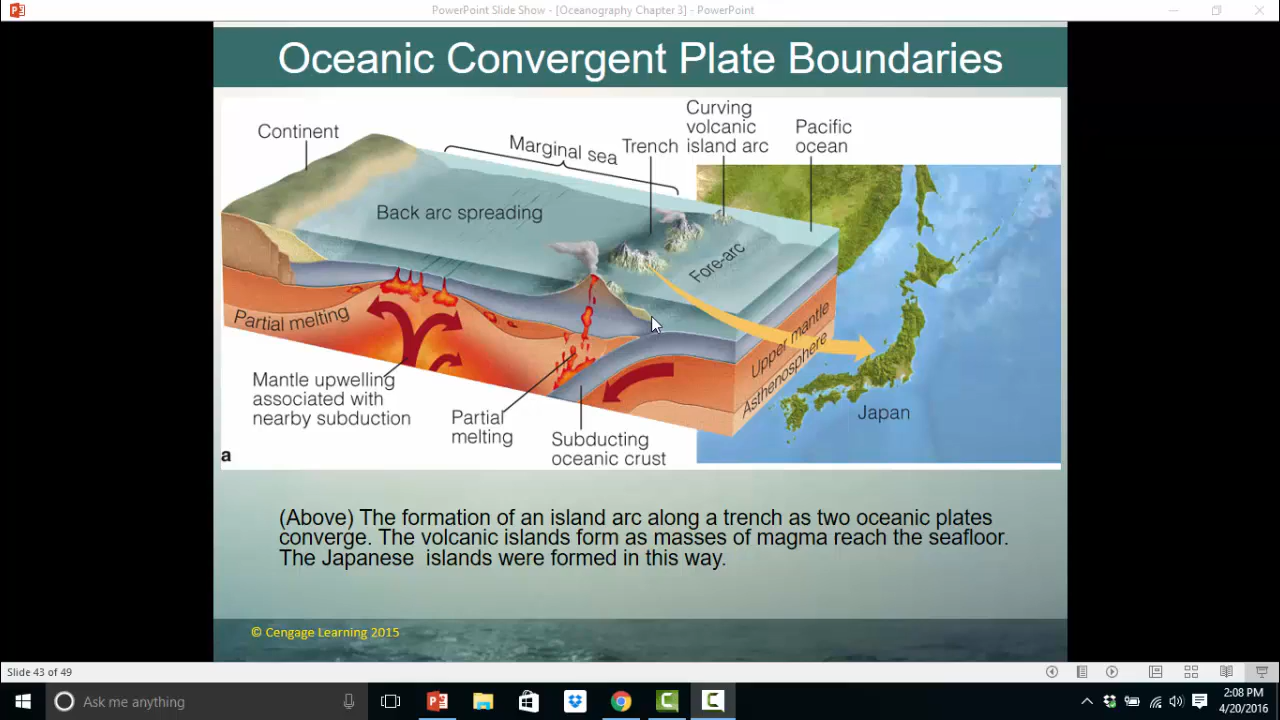 PowerPoint Slide Show - [Oceanography Chapter 3] - PowerPoint
Oceanic Convergent Plate Boundaries
Continent
Marginal sea
Trench
Curving
volcanic
island arc
Pacific
ocean
Back arc spreading
Fore-arc
Partial melting
Upper mantle
Asthenosphere
Mantle upwelling
associated with
nearby subduction
Partial
melting
Subducting
oceanic crust
Japan
a
(Above) The formation of an island arc along a trench as two oceanic plates
converge. The volcanic islands form as masses of magma reach the seafloor.
The Japanese  islands were formed in this way.
© Cengage Learning 2015
Slide 43 of 49
Ask me anything
2:08 PM
4/20/2016